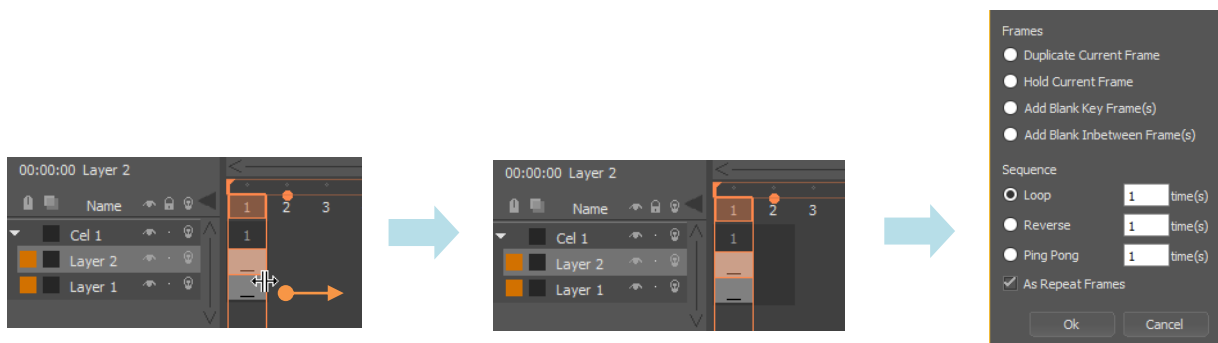 00:00:00 Layer 2
Name 1 2 3
Cel 1 1
Layer 2
Layer 1
00:00:00 Layer 2
Name 1 2 3
Cel 1 1
Layer 2
Layer 1
Frames
Duplicate Current Frame
Hold Current Frame
Add Blank Key Frame(s)
Add Blank Inbetween Frame(s)
Sequence
Loop 1 time(s)
Reverse 1 time(s)
Ping Pong 1 time(s)
As Repeat Frames
Ok Cancel